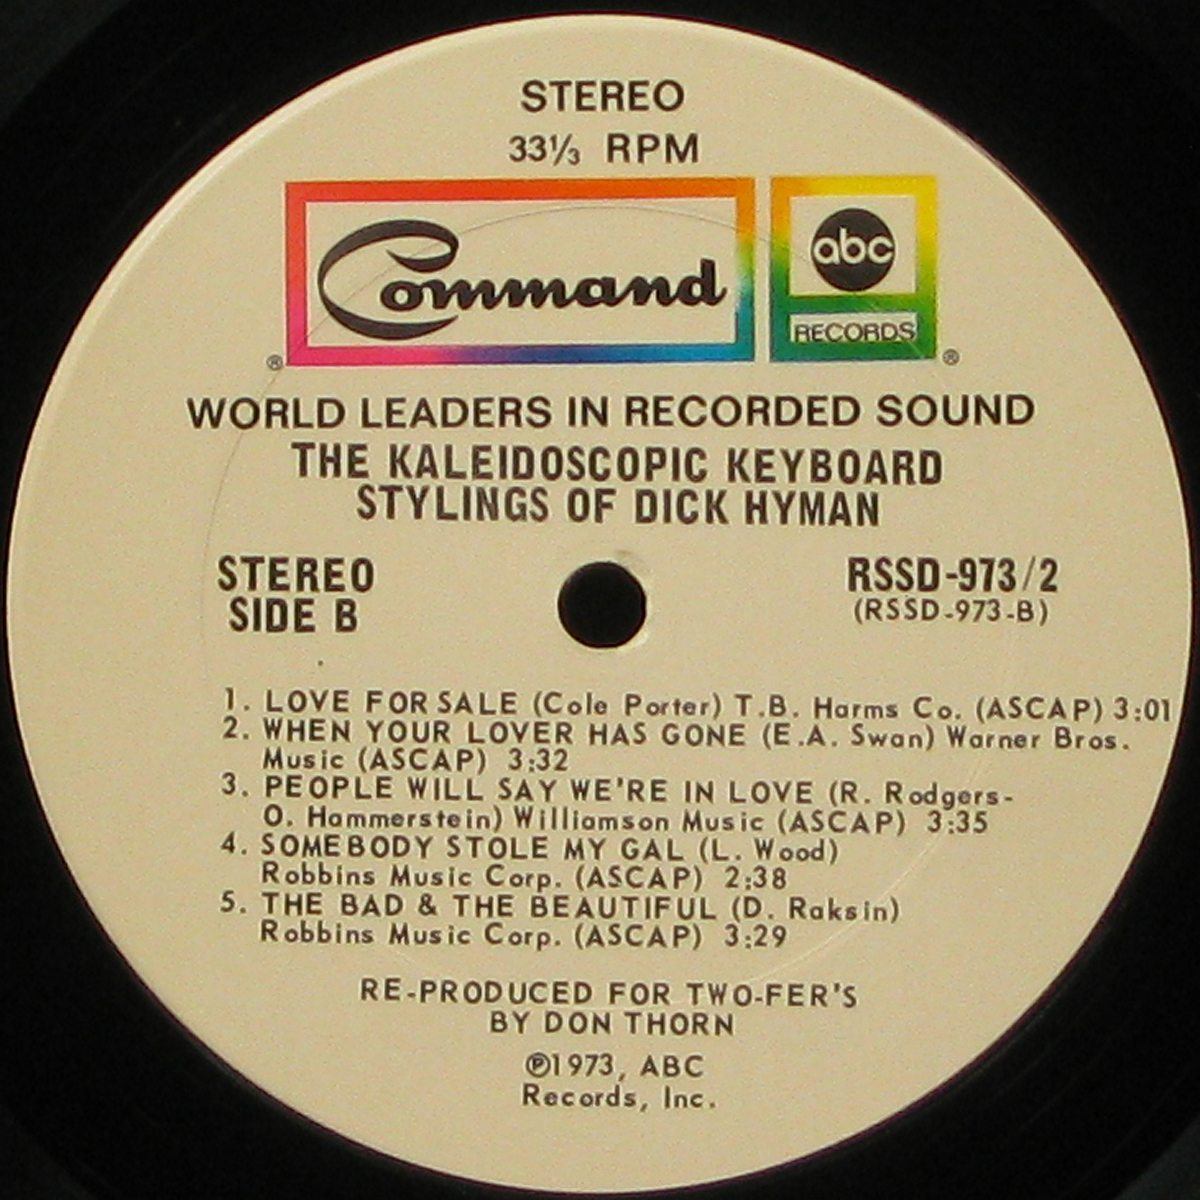 STEREO
33⅓ RPM
Command
abc
RECORDS
® ®
WORLD LEADERS IN RECORDED SOUND
THE KALEIDOSCOPIC KEYBOARD
STYLINGS OF DICK HYMAN
STEREO RSSD-973/2
SIDE B (RSSD-973-B)
1. LOVE FOR SALE (Cole Porter) T.B. Harms Co. (ASCAP) 3:01
2. WHEN YOUR LOVER HAS GONE (E.A. Swan) Warner Bros.
Music (ASCAP) 3:32
3. PEOPLE WILL SAY WE'RE IN LOVE (R. Rodgers-
O. Hammerstein) Williamson Music (ASCAP) 3:35
4. SOMEBODY STOLE MY GAL (L. Wood)
Robbins Music Corp. (ASCAP) 2:38
5. THE BAD & THE BEAUTIFUL (D. Raksin)
Robbins Music Corp. (ASCAP) 3:29
RE-PRODUCED FOR TWO-FER'S
BY DON THORN
℗1973, ABC
Records, Inc.